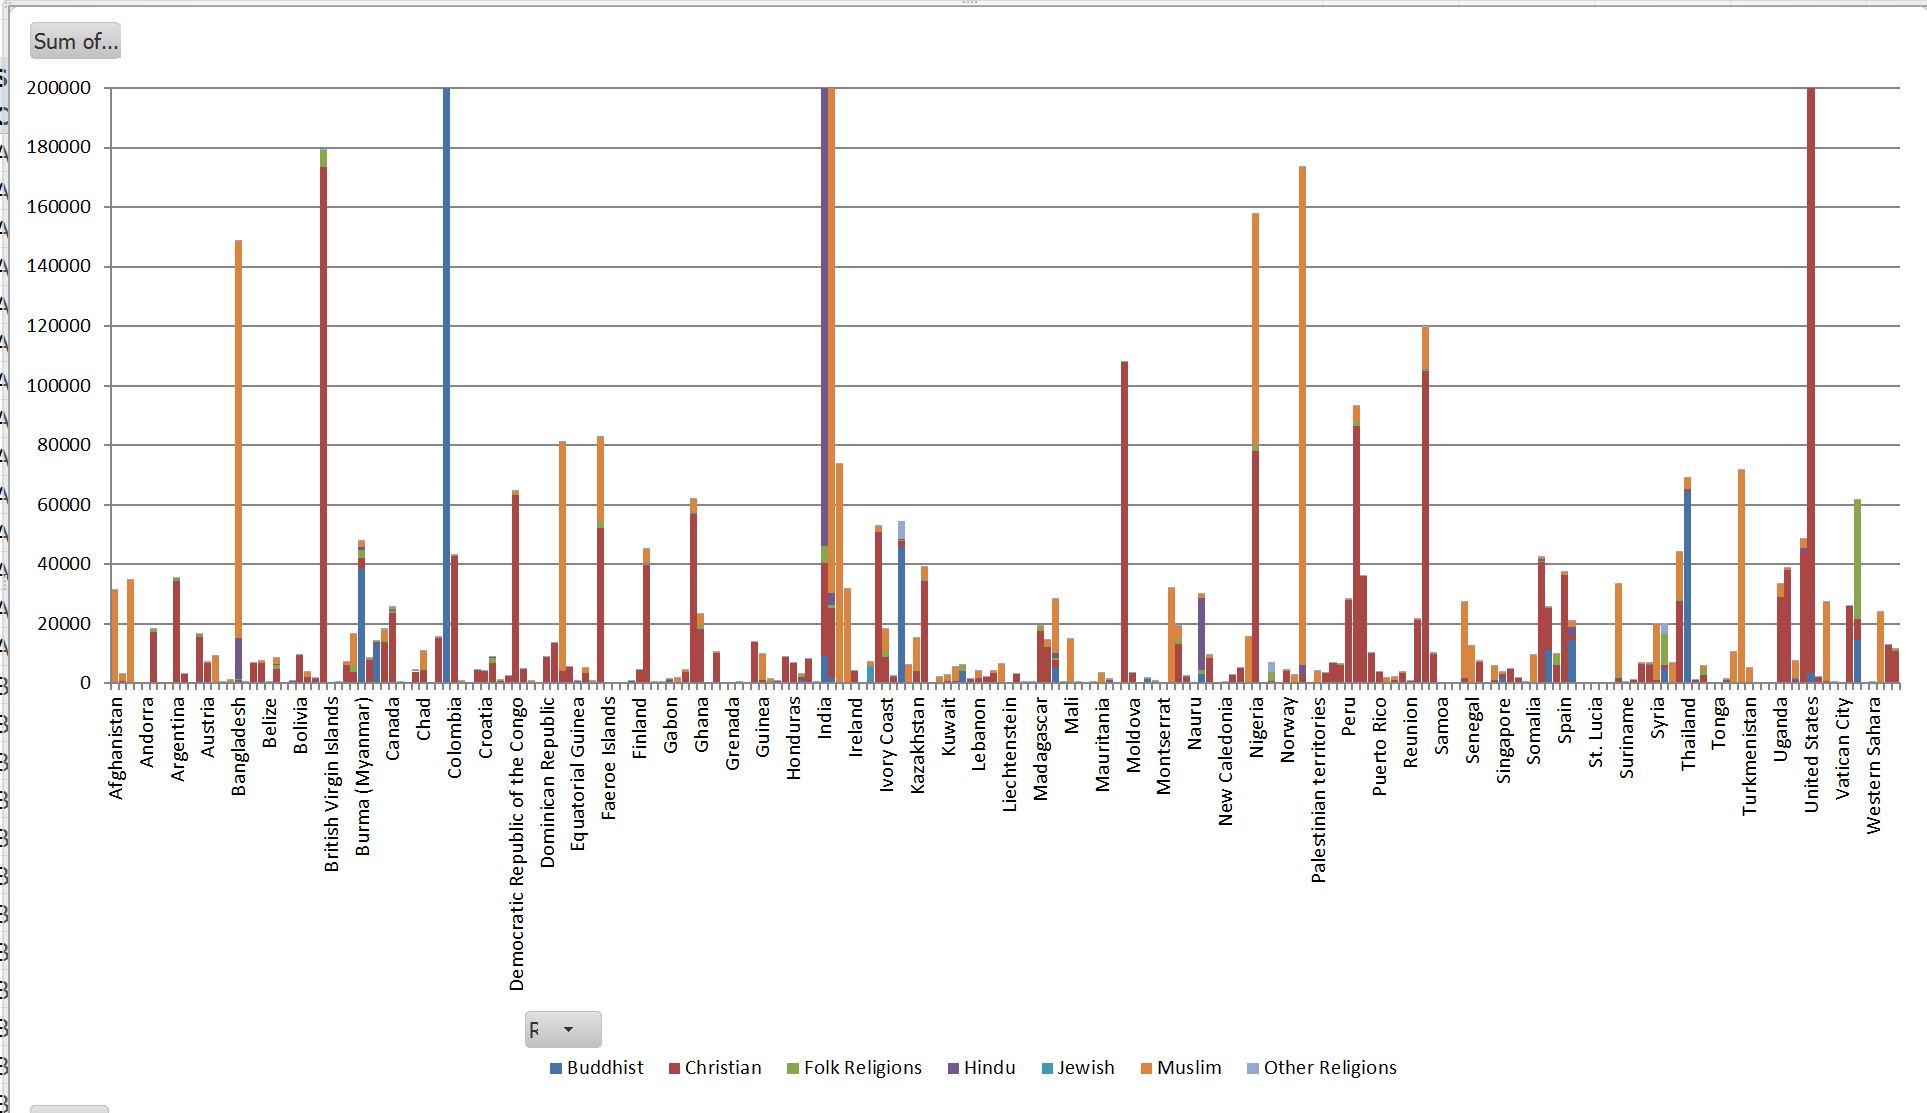 Sum of...
200000
180000
160000
140000
120000
100000
80000
60000
40000
20000
0
Afghanistan
Andorra
Argentina
Austria
Bangladesh
Belize
Bolivia
British Virgin Islands
Burma (Myanmar)
Canada
Chad
Colombia
Croatia
Democratic Republic of the Congo
Dominican Republic
Equatorial Guinea
Faeroe Islands
Finland
Gabon
Ghana
Grenada
Guinea
Honduras
India
Ireland
Ivory Coast
Kazakhstan
Kuwait
Lebanon
Liechtenstein
Madagascar
Mali
Mauritania
Moldova
Montserrat
Nauru
New Caledonia
Nigeria
Norway
Palestinian territories
Peru
Puerto Rico
Reunion
Samoa
Senegal
Singapore
Somalia
Spain
St. Lucia
Suriname
Syria
Thailand
Tonga
Turkmenistan
Uganda
United States
Vatican City
Western Sahara
Buddhist Christian Folk Religions Hindu Jewish Muslim Other Religions